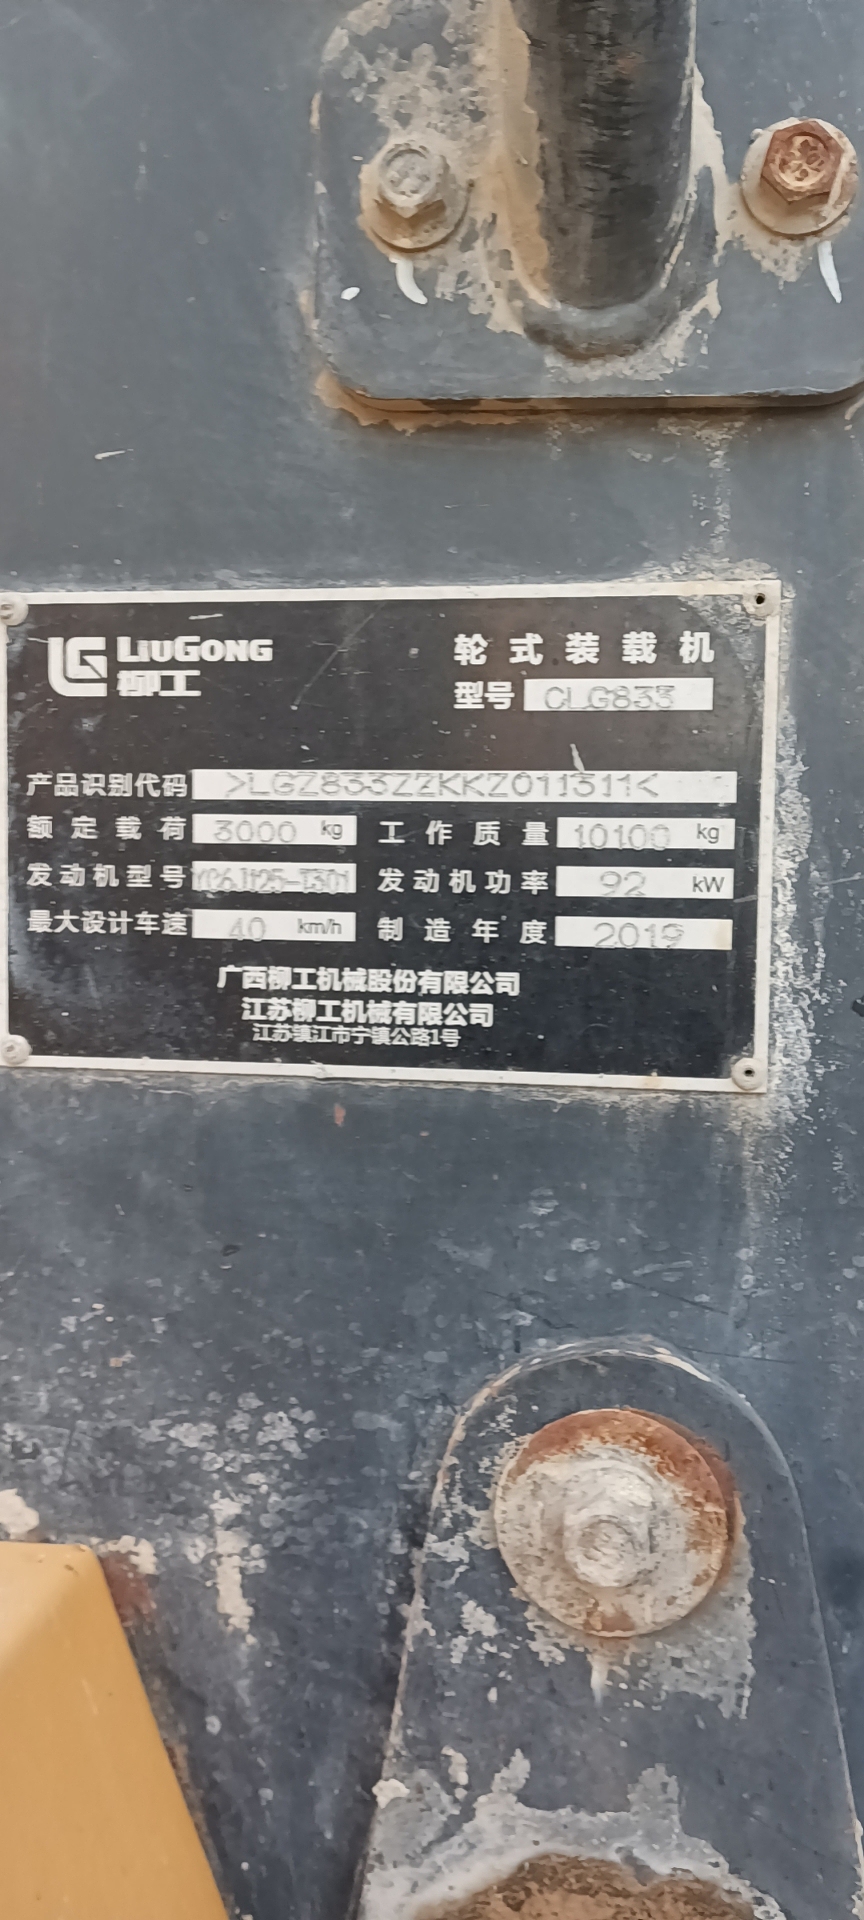 LIUGONG
柳工
轮式装载机
型号 CLG833
产品识别代码 >LGZ833ZZKKZ011311<
额定载荷 3000 kg 工作质量 10100 kg
发动机型号 YC6J125-T301 发动机功率 92 kW
最大设计车速 40 km/h 制造年度 2019
广西柳工机械股份有限公司
江苏柳工机械有限公司
江苏镇江市宁镇公路1号